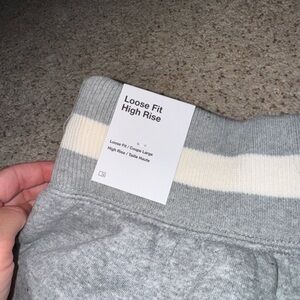 Loose Fit
High Rise
Loose Fit / Coupe Large
High Rise / Taille Haute